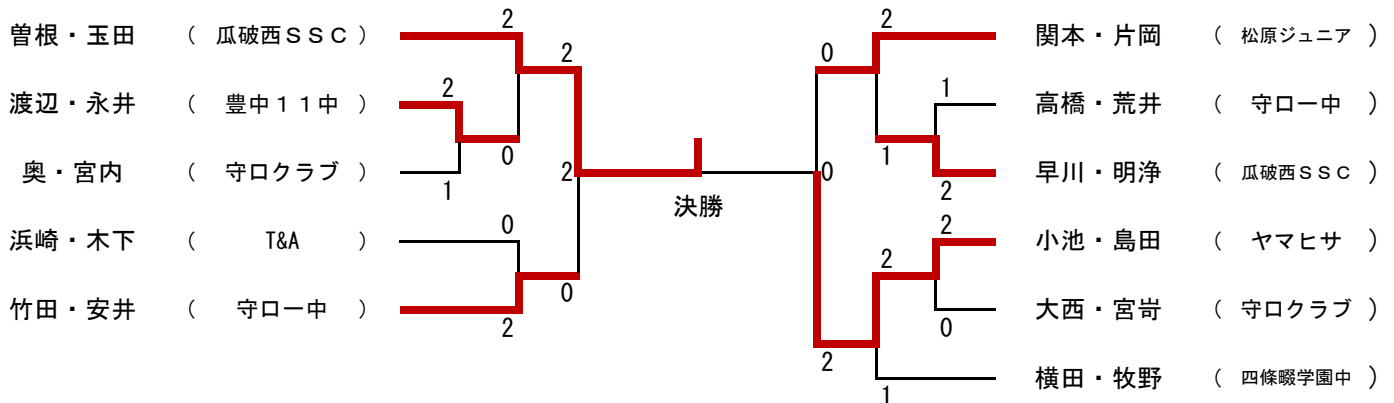 曽根・玉田 ( 瓜破西ＳＳＣ )
渡辺・永井 ( 豊中１１中 )
奥・宮内 ( 守口クラブ )
浜崎・木下 ( T&A )
竹田・安井 ( 守口一中 )
2
2
2
0
1
0
2
0
2
決勝
0
2
0
1
1
2
2
2
0
2
1
関本・片岡 ( 松原ジュニア )
高橋・荒井 ( 守口一中 )
早川・明浄 ( 瓜破西ＳＳＣ )
小池・島田 ( ヤマヒサ )
大西・宮嵜 ( 守口クラブ )
横田・牧野 ( 四條畷学園中 )